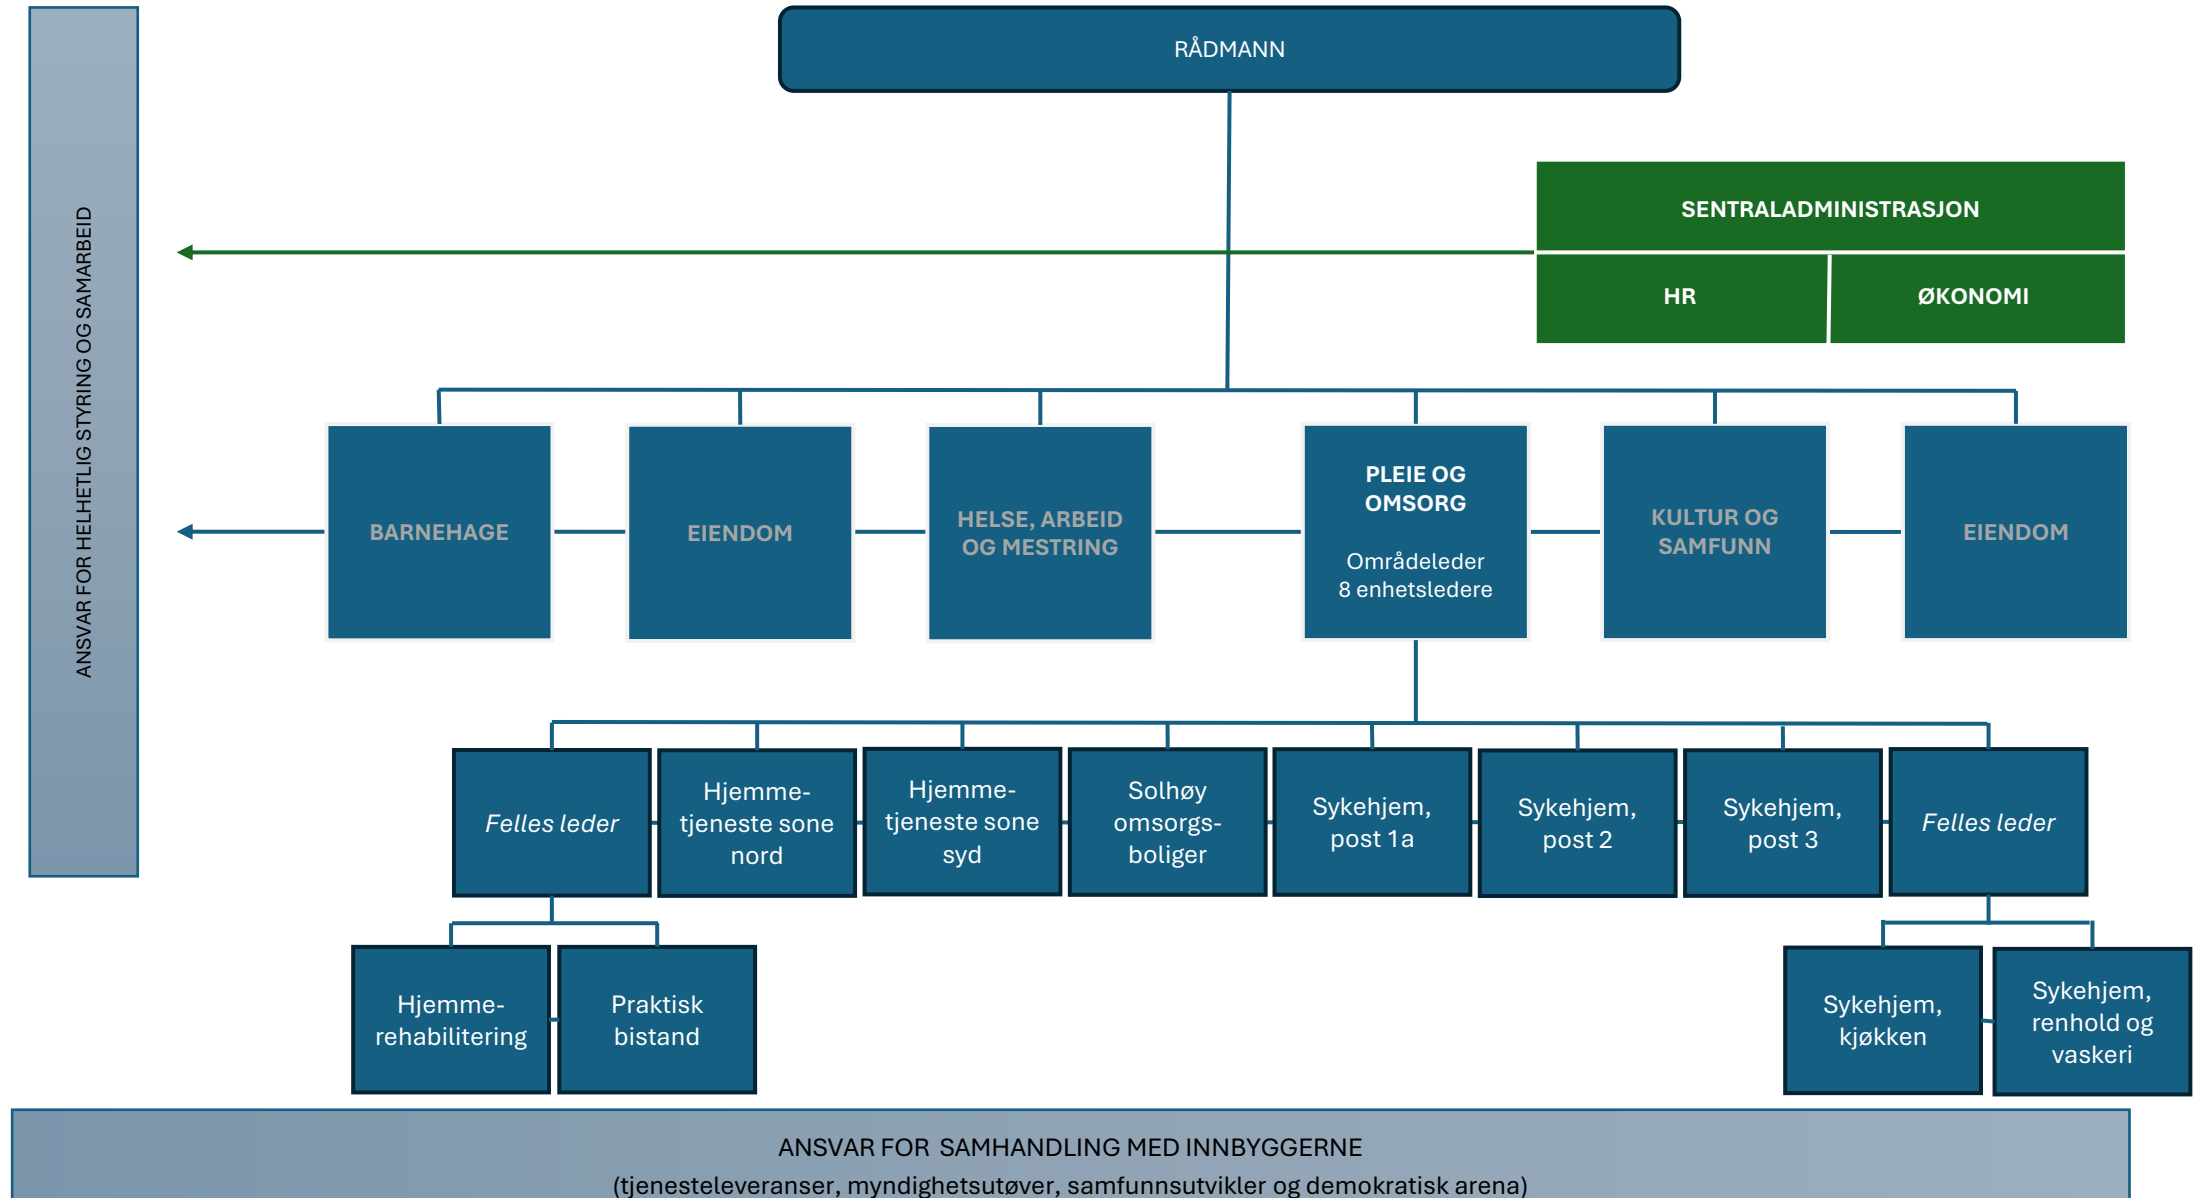 RÅDMANN
ANSVAR FOR HELHETLIG STYRING OG SAMARBEID
SENTRALADMINISTRASJON
HR
ØKONOMI
BARNEHAGE
EIENDOM
HELSE, ARBEID
OG MESTRING
PLEIE OG
OMSORG
Områdeleder
8 enhetsledere
KULTUR OG
SAMFUNN
EIENDOM
Felles leder
Hjemme-
tjeneste sone
nord
Hjemme-
tjeneste sone
syd
Solhøy
omsorgs-
boliger
Sykehjem,
post 1a
Sykehjem,
post 2
Sykehjem,
post 3
Felles leder
Hjemme-
rehabilitering
Praktisk
bistand
Sykehjem,
kjøkken
Sykehjem,
renhold og
vaskeri
ANSVAR FOR  SAMHANDLING MED INNBYGGERNE
(tjenesteleveranser, myndighetsutøver, samfunnsutvikler og demokratisk arena)